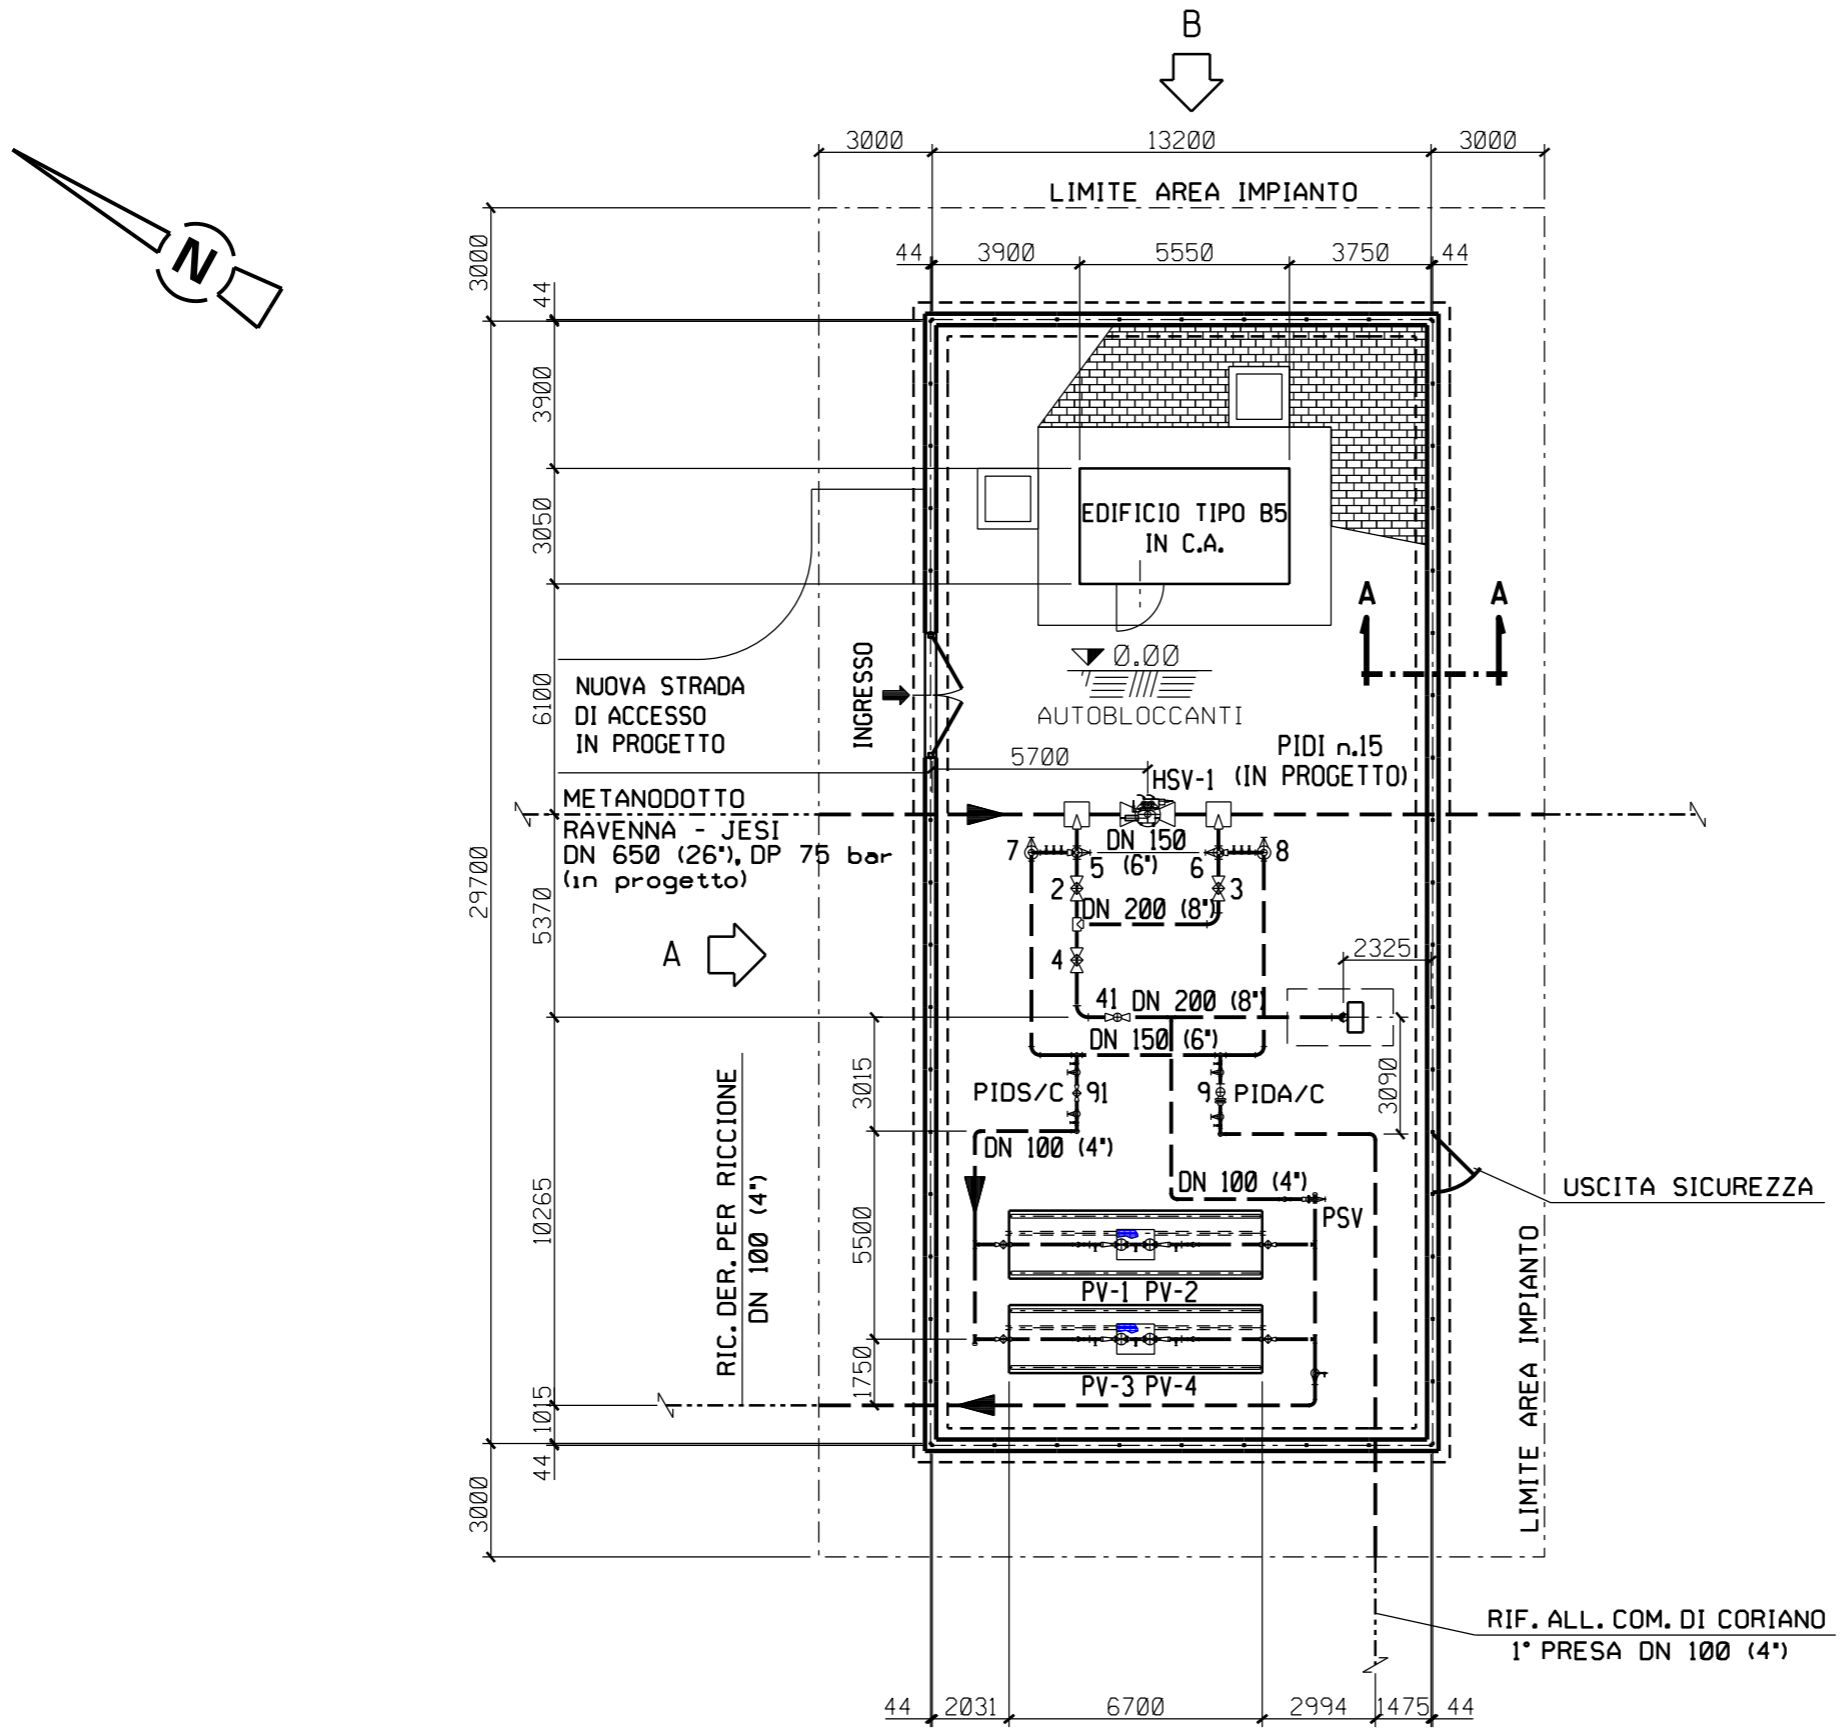 B
3000
13200
3000
LIMITE AREA IMPIANTO
N
3000
44
44
3900
5550
3750
44
3900
3050
EDIFICIO TIPO B5
IN C.A.
A
A
0.00
AUTOBLOCCANTI
INGRESSO
6100
NUOVA STRADA
DI ACCESSO
IN PROGETTO
5700
PIDI n.15
HSV-1
(IN PROGETTO)
METANODOTTO
RAVENNA - JESI
DN 650 (26"), DP 75 bar
(in progetto)
7
5
DN 150
(6")
6
8
2
3
DN 200 (8")
29700
5370
A
4
2325
41
DN 200 (8")
DN 150 (6")
3015
PIDS/C
91
9
PIDA/C
3090
DN 100 (4")
DN 100 (4")
PSV
USCITA SICUREZZA
RIC. DER. PER RICCIONE
DN 100 (4")
10265
5500
PV-1 PV-2
1750
PV-3 PV-4
LIMITE AREA IMPIANTO
1015
44
3000
RIF. ALL. COM. DI CORIANO
1° PRESA DN 100 (4")
44
2031
6700
2994
1475
44